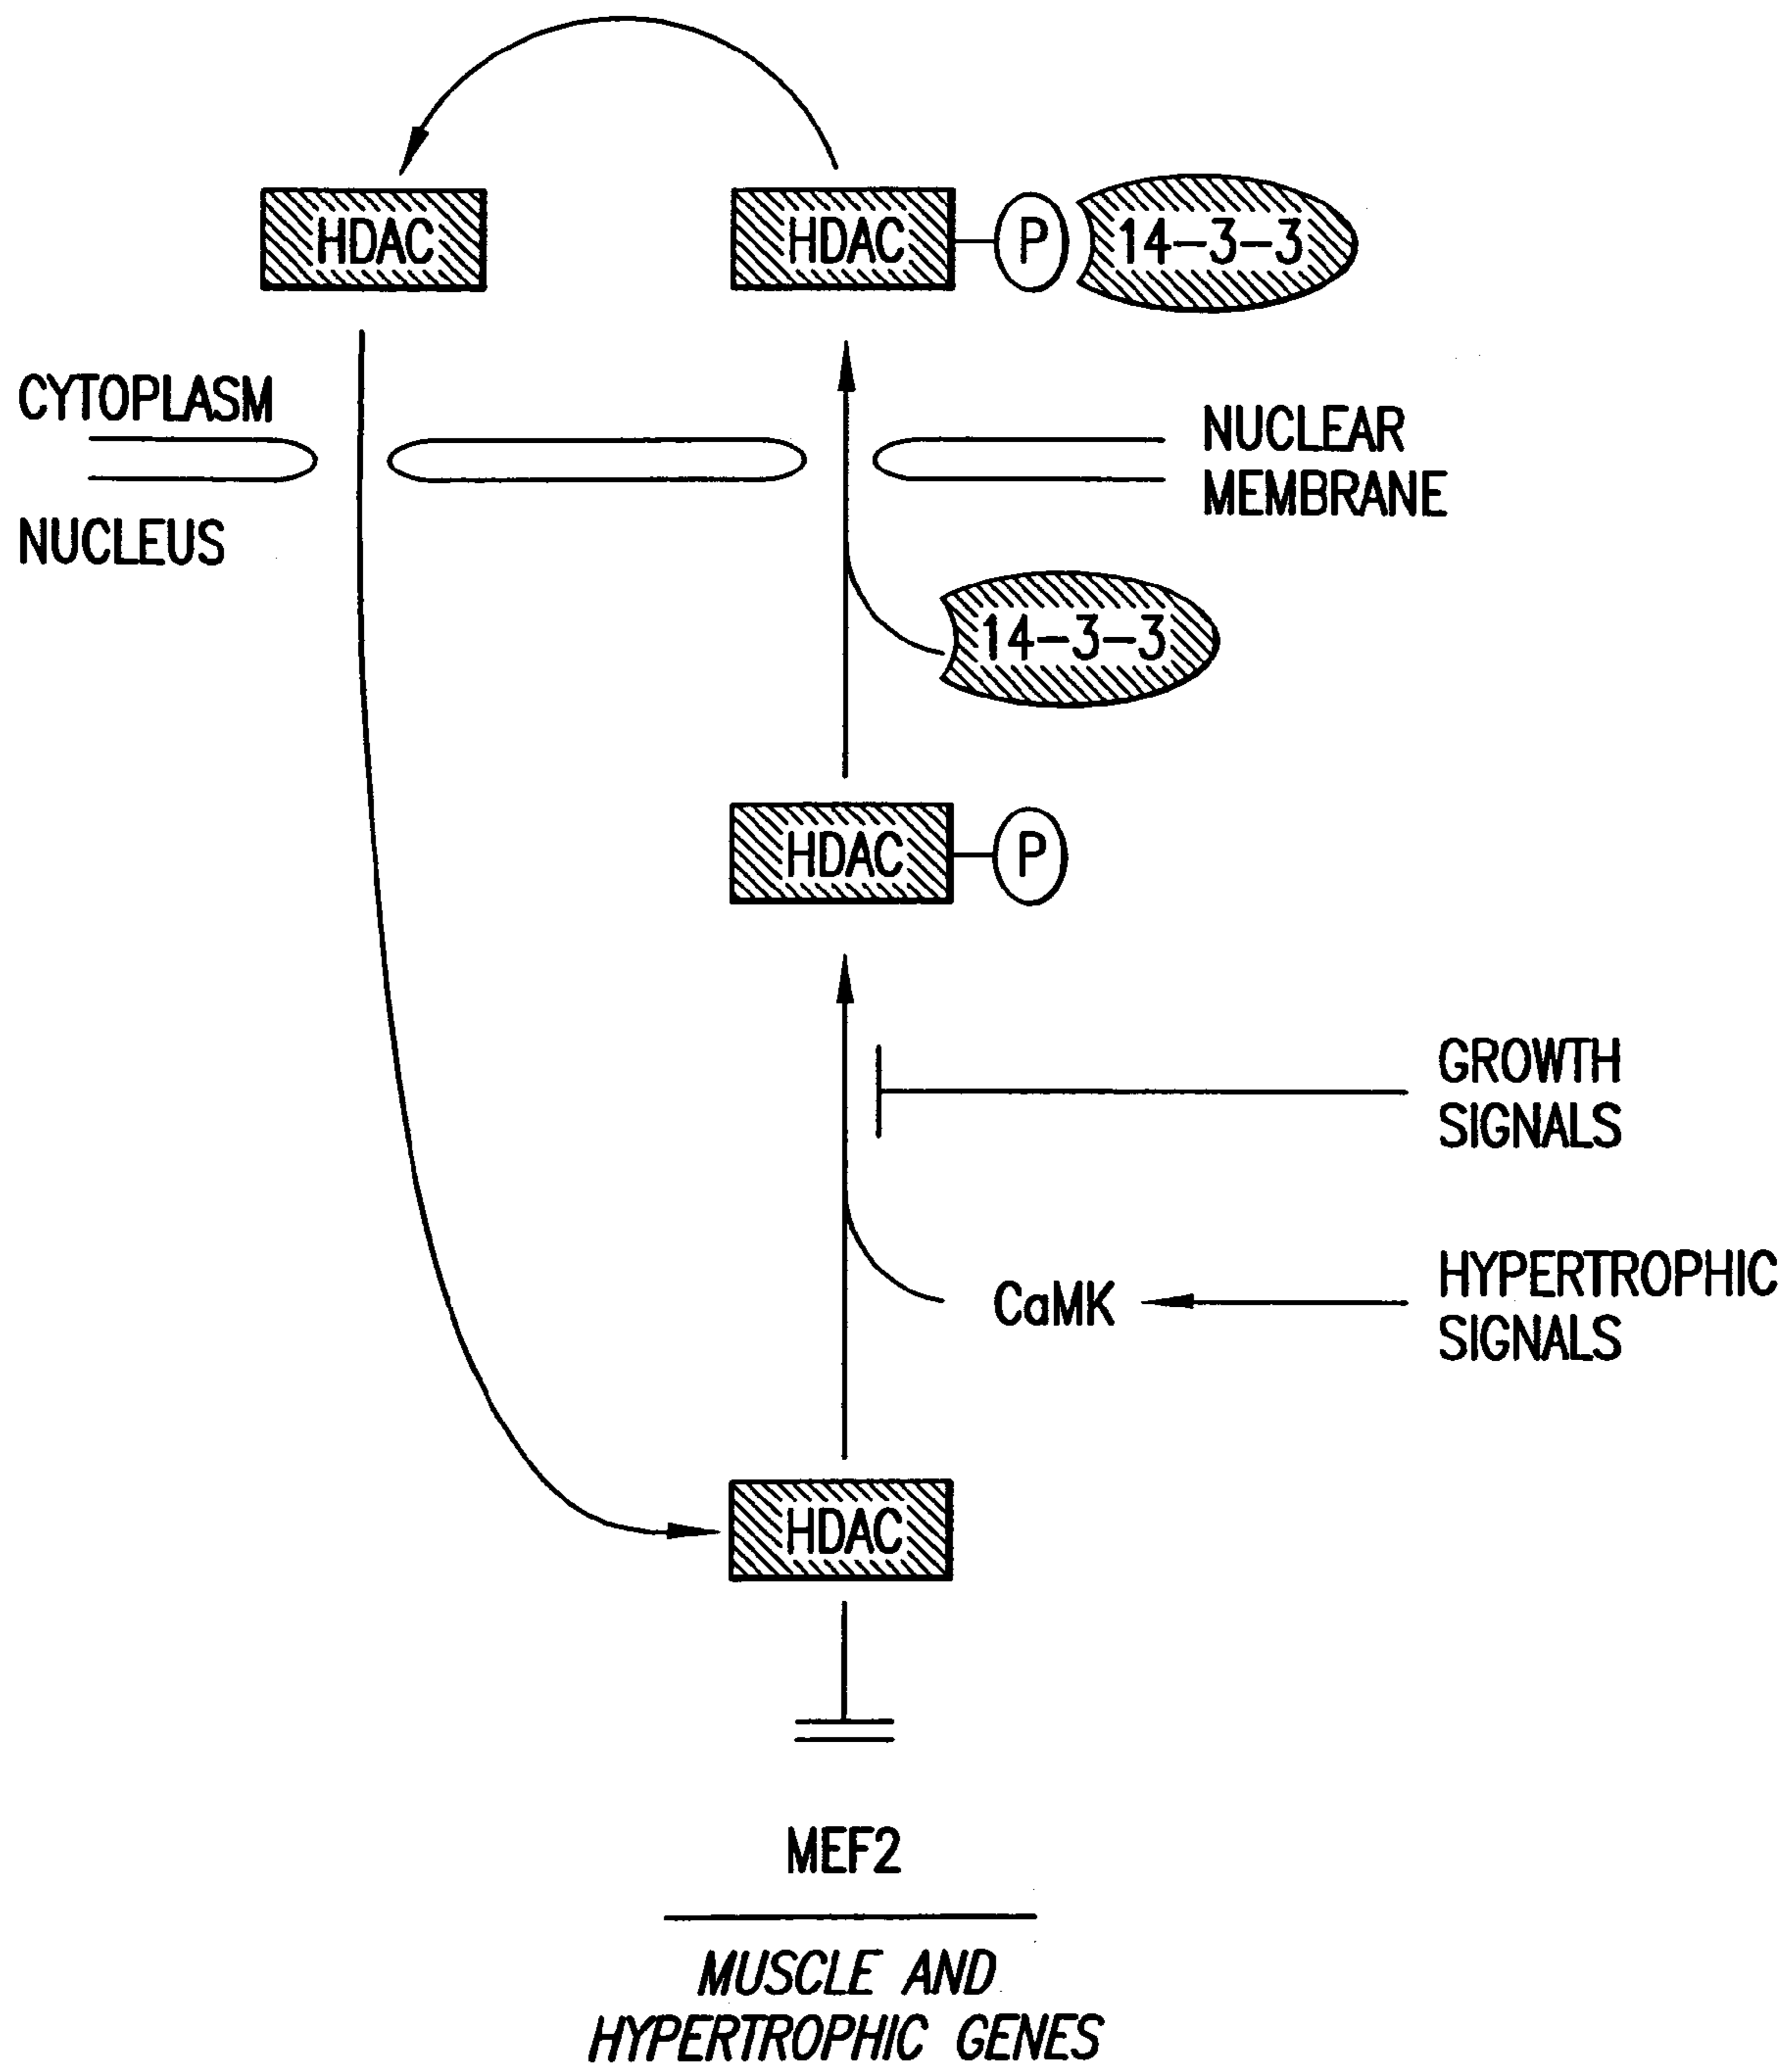 HDAC
HDAC
P
14-3-3
CYTOPLASM
NUCLEAR
MEMBRANE
NUCLEUS
14-3-3
HDAC
P
GROWTH
SIGNALS
CaMK
HYPERTROPHIC
SIGNALS
HDAC
MEF2
MUSCLE AND
HYPERTROPHIC GENES